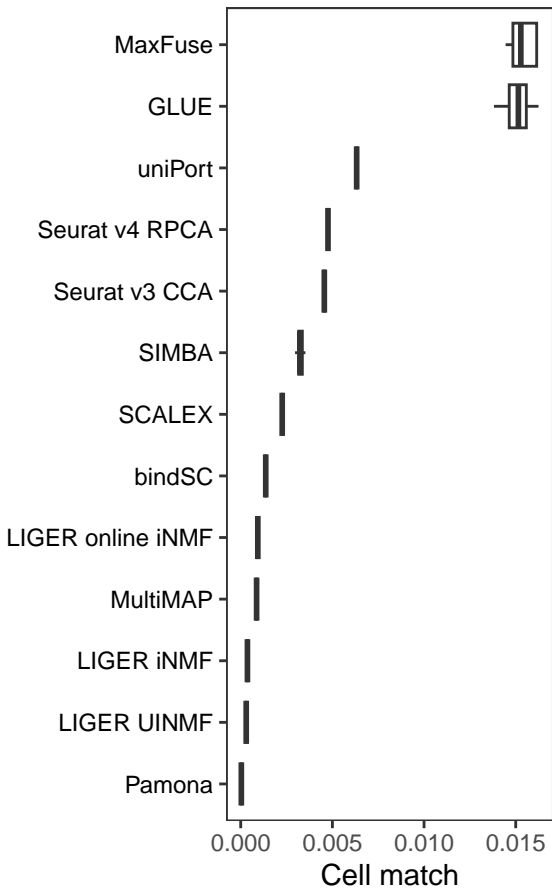 MaxFuse
GLUE
uniPort
Seurat v4 RPCA
Seurat v3 CCA
SIMBA
SCALEX
bindSC
LIGER online iNMF
MultiMAP
LIGER iNMF
LIGER UINMF
Pamona
0.000 0.005 0.010 0.015
Cell match